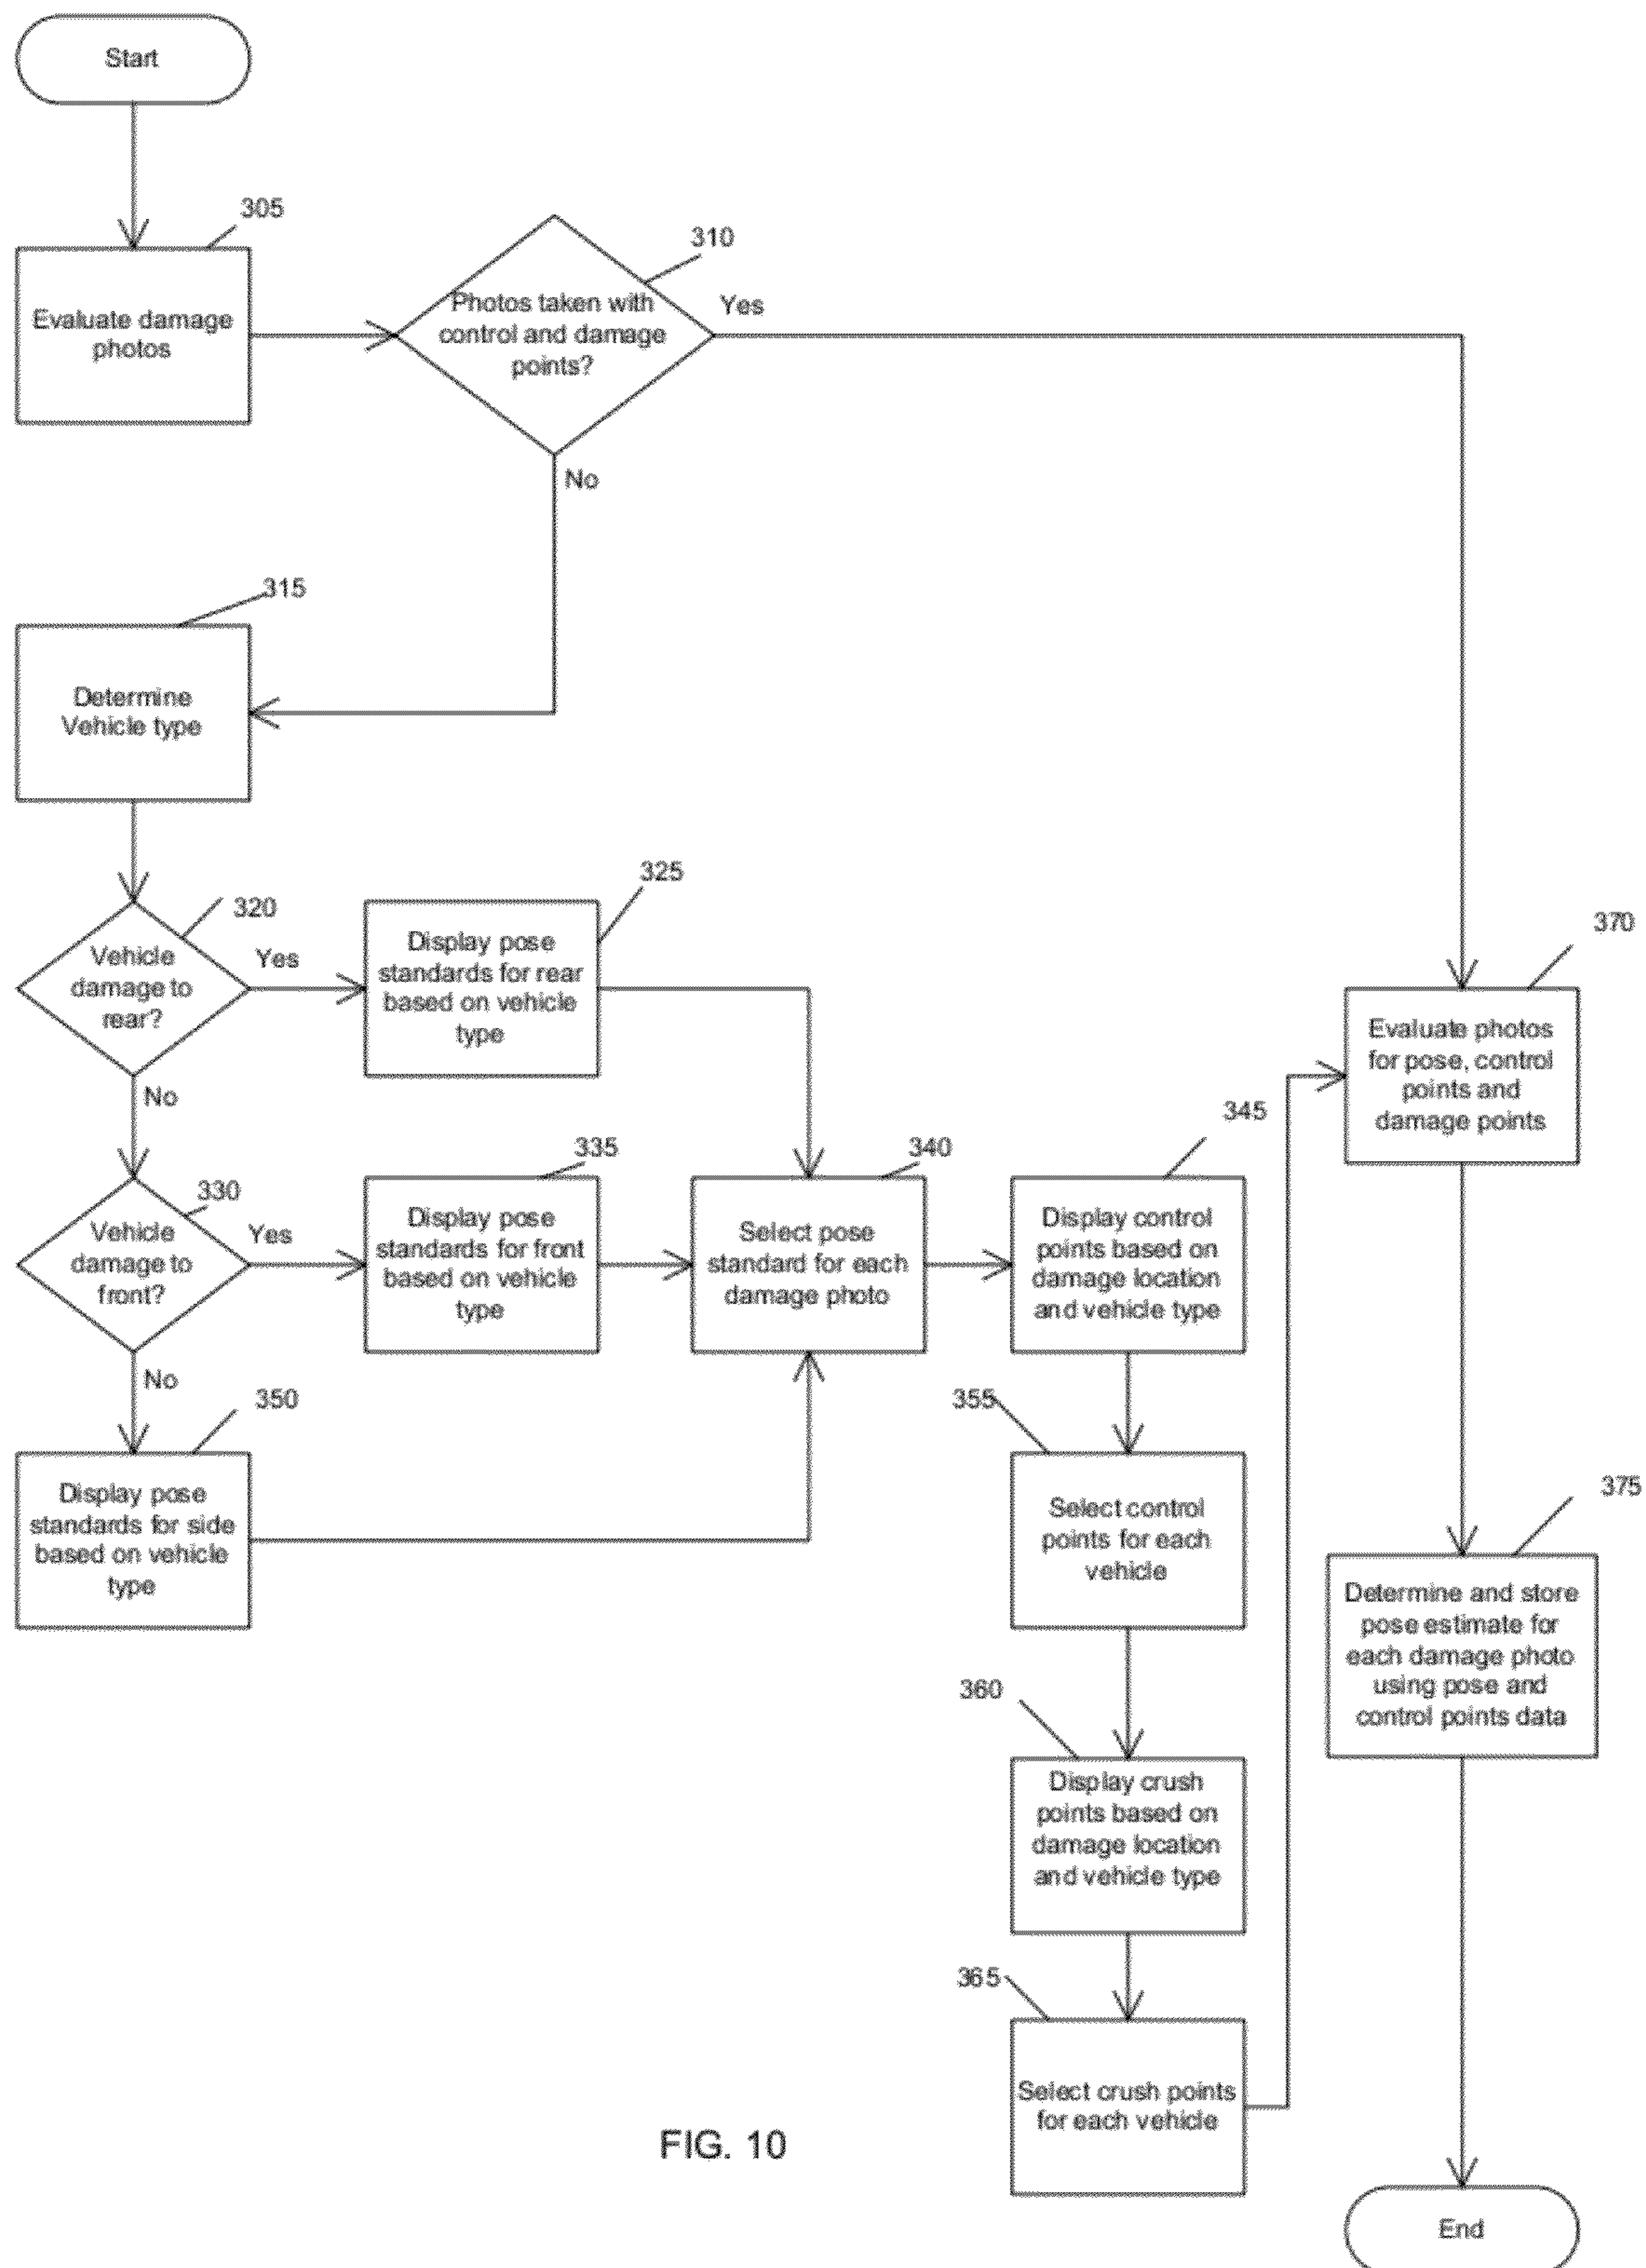 Start
305
Evaluate damage
photos
310
Photos taken with
control and damage
points?
Yes
No
315
Determine
Vehicle type
320
Vehicle
damage to
rear?
Yes
No
325
Display pose
standards for rear
based on vehicle
type
330
Vehicle
damage to
front?
Yes
No
335
Display pose
standards for front
based on vehicle
type
340
Select pose
standard for each
damage photo
345
Display control
points based on
damage location
and vehicle type
350
Display pose
standards for side
based on vehicle
type
355
Select control
points for each
vehicle
360
Display crush
points based on
damage location
and vehicle type
365
Select crush points
for each vehicle
370
Evaluate photos
for pose, control
points and
damage points
375
Determine and store
pose estimate for
each damage photo
using pose and
control points data
End
FIG. 10